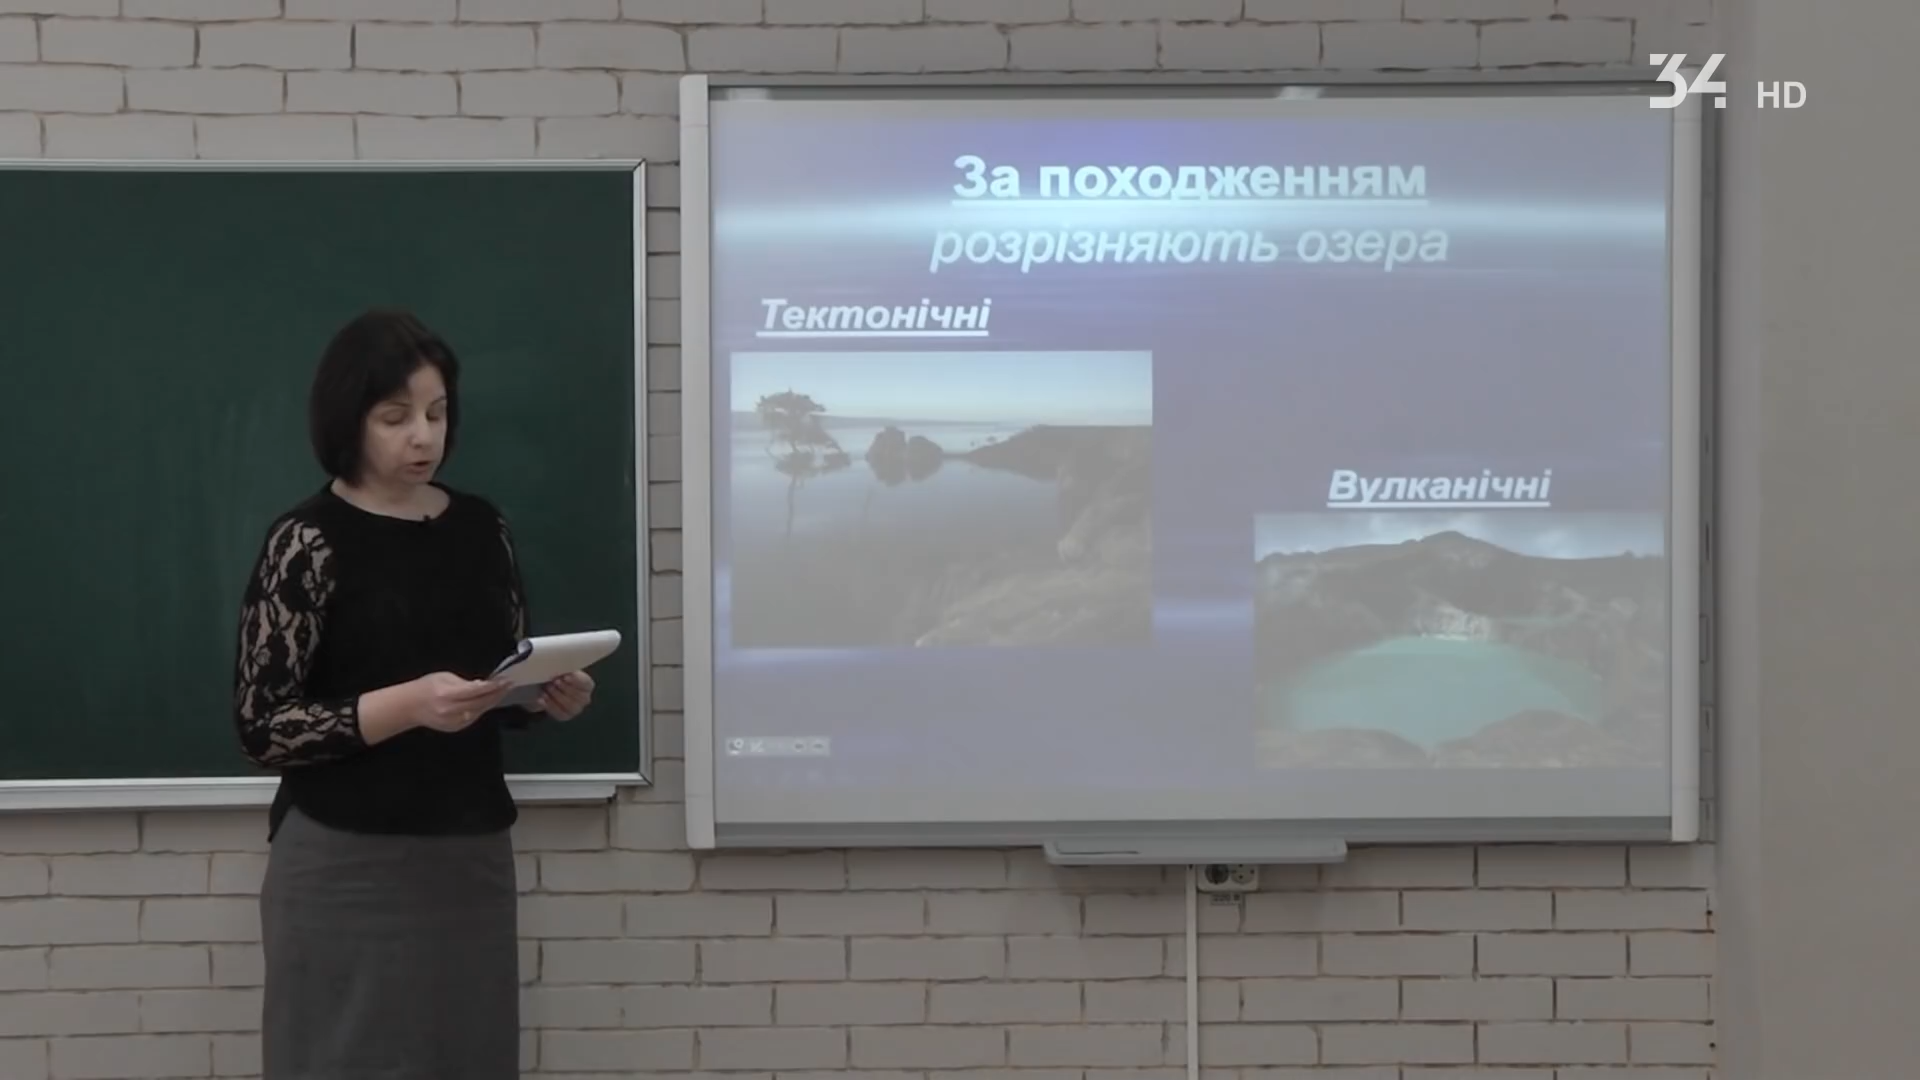 34 HD
За походженням
розрізняють озера
Тектонічні
Вулканічні